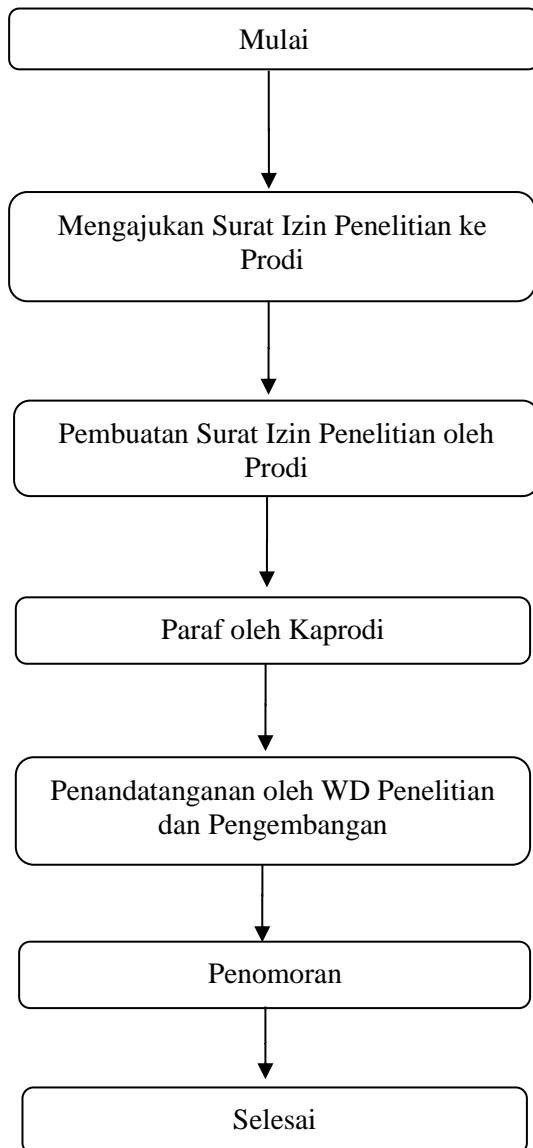 Mulai
Mengajukan Surat Izin Penelitian ke
Prodi
Pembuatan Surat Izin Penelitian oleh
Prodi
Paraf oleh Kaprodi
Penandatanganan oleh WD Penelitian
dan Pengembangan
Penomoran
Selesai